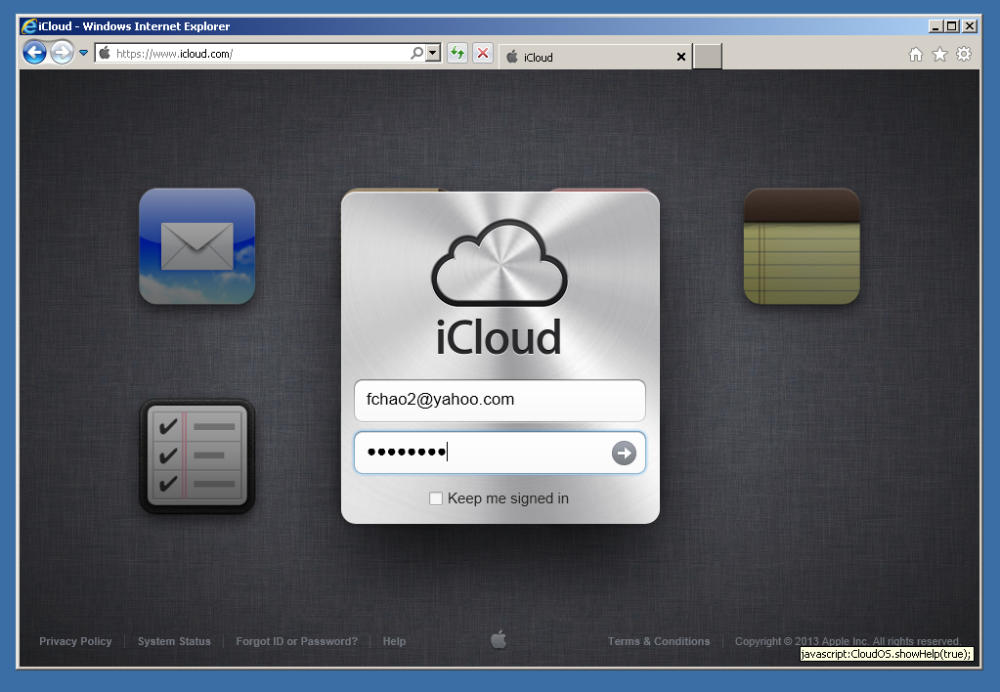 iCloud - Windows Internet Explorer
https://www.icloud.com/
iCloud
iCloud
fchao2@yahoo.com
Keep me signed in
Privacy Policy
System Status
Forgot ID or Password?
Help
Terms & Conditions
Copyright © 2013 Apple Inc. All rights reserved.
javascript:CloudOS.showHelp(true);